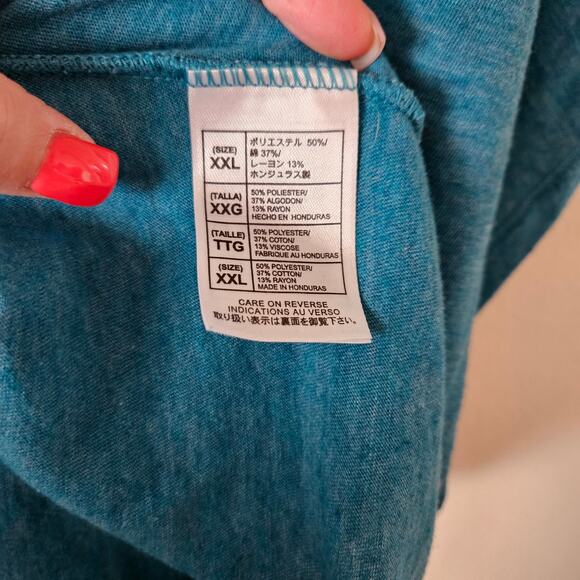 (SIZE)
XXL
ポリエステル 50%/
綿 37%/
レーヨン 13%
ホンジュラス製
(TALLA)
XXG
50% POLIESTER/
37% ALGODON/
13% RAYON
HECHO EN HONDURAS
(TAILLE)
TTG
50% POLYESTER/
37% COTON/
13% VISCOSE
FABRIQUE AU HONDURAS
(SIZE)
XXL
50% POLYESTER/
37% COTTON/
13% RAYON
MADE IN HONDURAS
CARE ON REVERSE
INDICATIONS AU VERSO
取り扱い表示は裏面を御覧下さい。